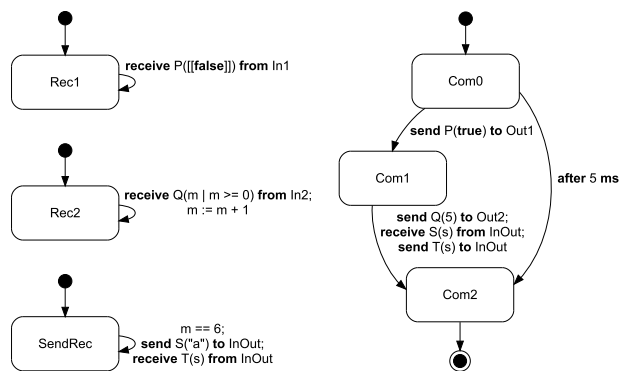 Rec1
receive P([[false]]) from In1
Rec2
receive Q(m | m >= 0) from In2;
m := m + 1
SendRec
m == 6;
send S("a") to InOut;
receive T(s) from InOut
Com0
send P(true) to Out1
Com1
after 5 ms
send Q(5) to Out2;
receive S(s) from InOut;
send T(s) to InOut
Com2